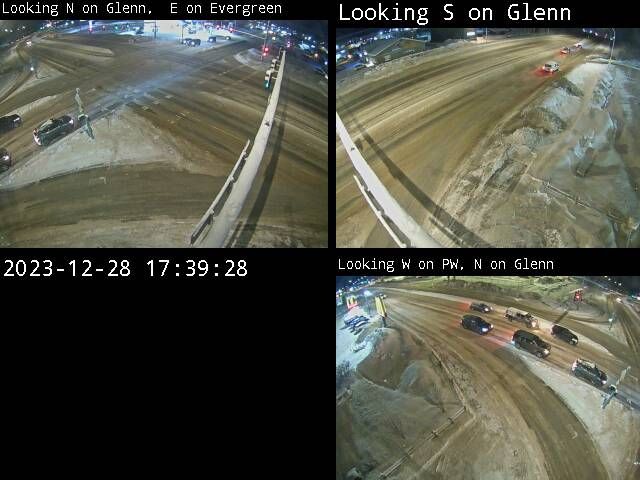 Looking N on Glenn,  E on Evergreen
Looking S on Glenn
2023-12-28 17:39:28
Looking W on PW, N on Glenn